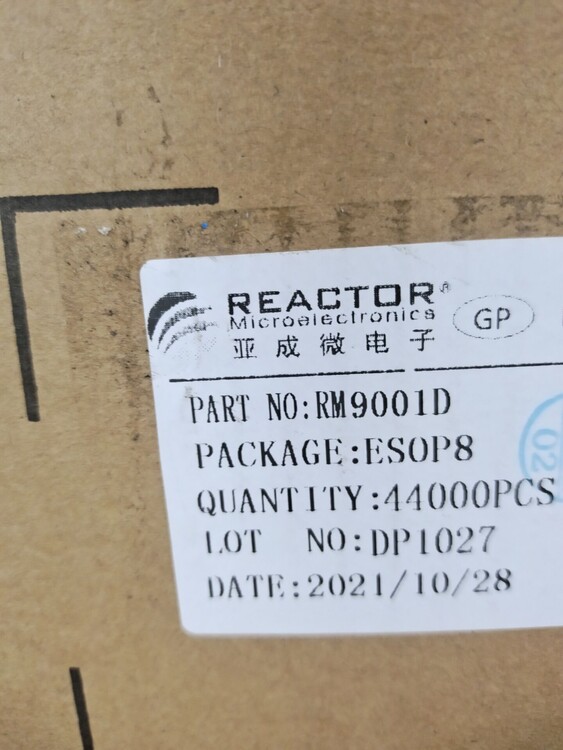 REACTOR®
Microelectronics
亚成微电子
GP
PART NO:RM9001D
PACKAGE:ESOP8
QUANTITY:44000PCS
02
LOT NO:DP1027
DATE:2021/10/28